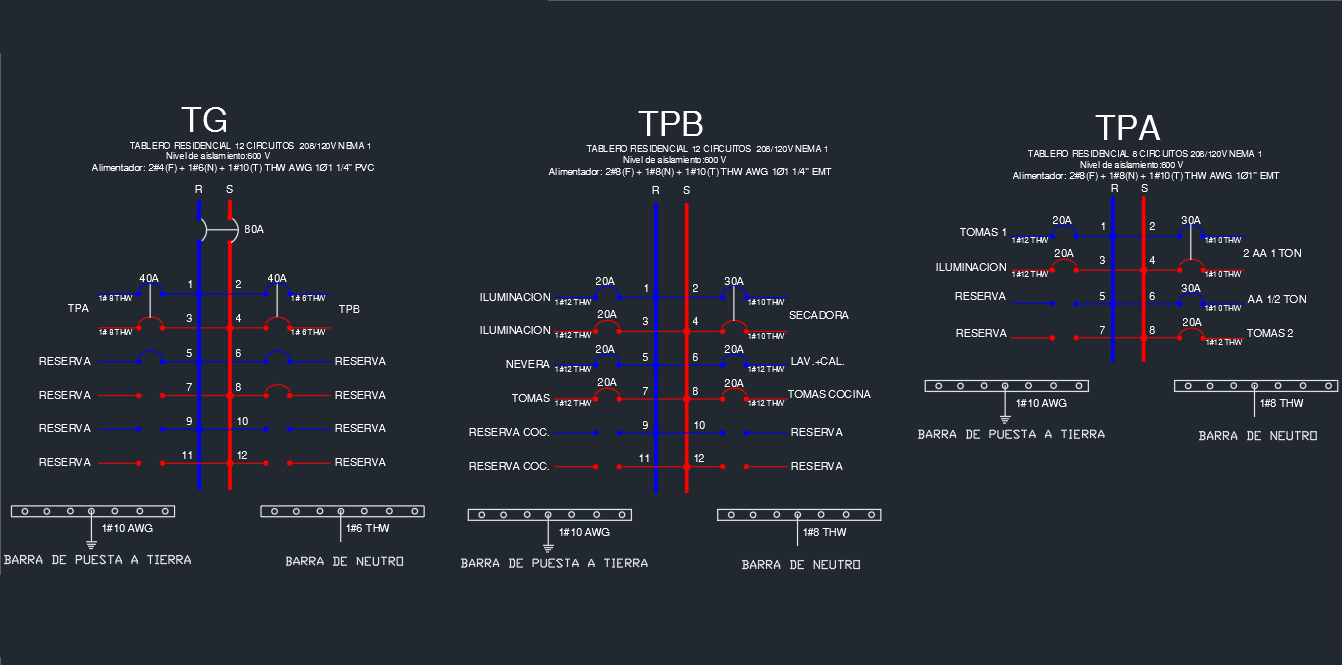 TG
TABLERO RESIDENCIAL 12 CIRCUITOS 208/120V NEMA 1
Nivel de aislamiento:600 V
Alimentador: 2#4(F) + 1#6(N) + 1#10(T) THW AWG 1Ø1 1/4" PVC
R S
80A
40A 40A
1 2
1# 8THW 1# 6THW
TPA TPB
3 4
1# 8THW 1# 6THW
RESERVA 5 6 RESERVA
RESERVA 7 8 RESERVA
RESERVA 9 10 RESERVA
RESERVA 11 12 RESERVA
1#10 AWG 1#6 THW
BARRA DE PUESTA A TIERRA BARRA DE NEUTRO
TPB
TABLERO RESIDENCIAL 12 CIRCUITOS 208/120V NEMA 1
Nivel de aislamiento:600 V
Alimentador: 2#8(F) + 1#8(N) + 1#10(T) THW AWG 1Ø1 1/4" EMT
R S
20A 30A
ILUMINACION 1 2
1#12 THW 1#10THW
SECADORA
20A
ILUMINACION 3 4
1#12 THW 1#10THW
20A 20A
NEVERA 5 6 LAV.+CAL.
1#12 THW 1#12 THW
20A 20A
TOMAS 7 8 TOMAS COCINA
1#12 THW 1#12 THW
RESERVA COC. 9 10 RESERVA
RESERVA COC. 11 12 RESERVA
1#10 AWG 1#8 THW
BARRA DE PUESTA A TIERRA BARRA DE NEUTRO
TPA
TABLERO RESIDENCIAL 8 CIRCUITOS 208/120V NEMA 1
Nivel de aislamiento:600 V
Alimentador: 2#8(F) + 1#8(N) + 1#10(T) THW AWG 1Ø1" EMT
R S
20A 30A
TOMAS 1 1 2
1#12 THW 1#10 THW
2 AA 1 TON
20A
ILUMINACION 3 4
1#12 THW 1#10 THW
30A
RESERVA 5 6 AA 1/2 TON
1#10 THW
20A
RESERVA 7 8 TOMAS 2
1#12 THW
1#10 AWG 1#8 THW
BARRA DE PUESTA A TIERRA BARRA DE NEUTRO